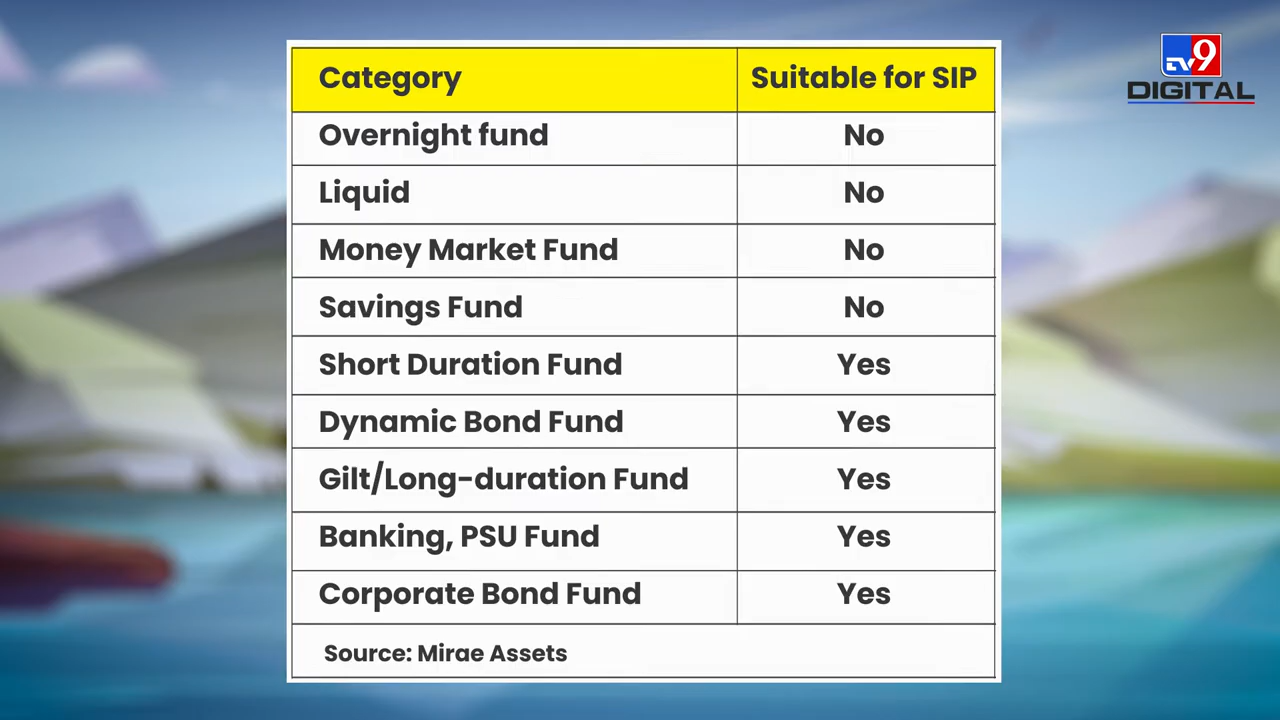 tv9
DIGITAL
Category Suitable for SIP
Overnight fund No
Liquid No
Money Market Fund No
Savings Fund No
Short Duration Fund Yes
Dynamic Bond Fund Yes
Gilt/Long-duration Fund Yes
Banking, PSU Fund Yes
Corporate Bond Fund Yes
Source: Mirae Assets